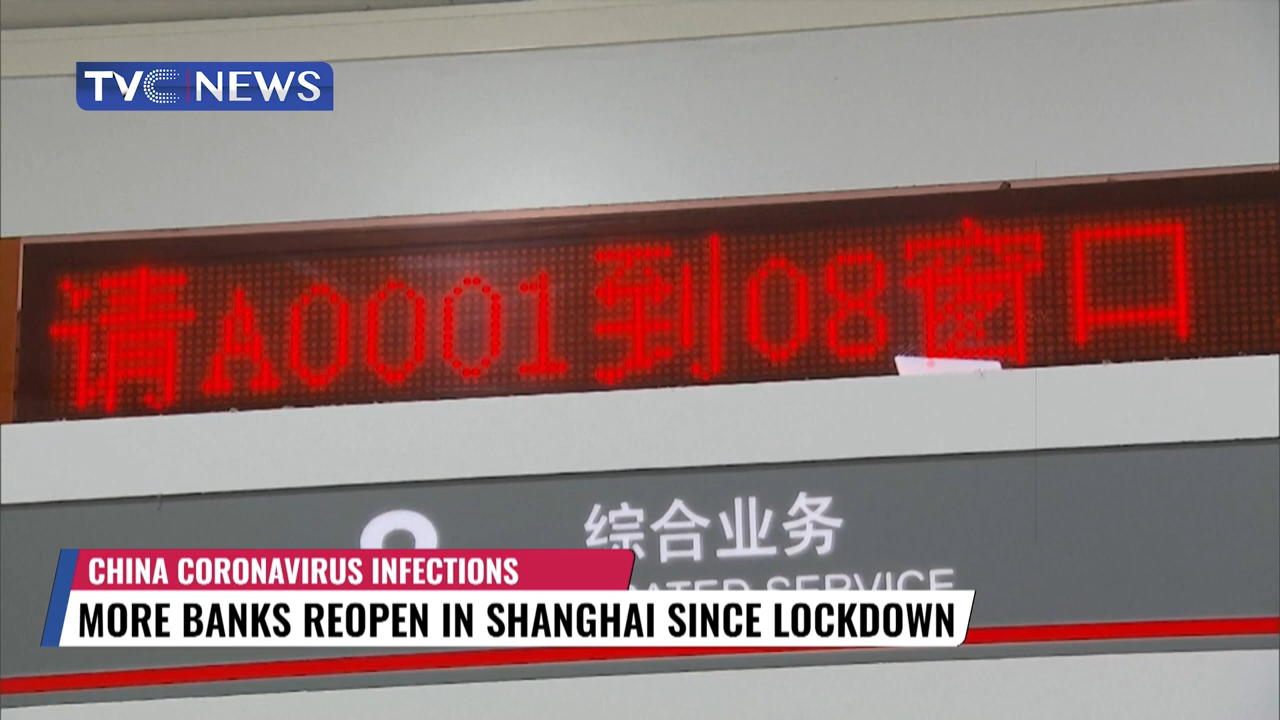 TVC NEWS
请A0001到08窗口
综合业务
SERVICE
CHINA CORONAVIRUS INFECTIONS
MORE BANKS REOPEN IN SHANGHAI SINCE LOCKDOWN